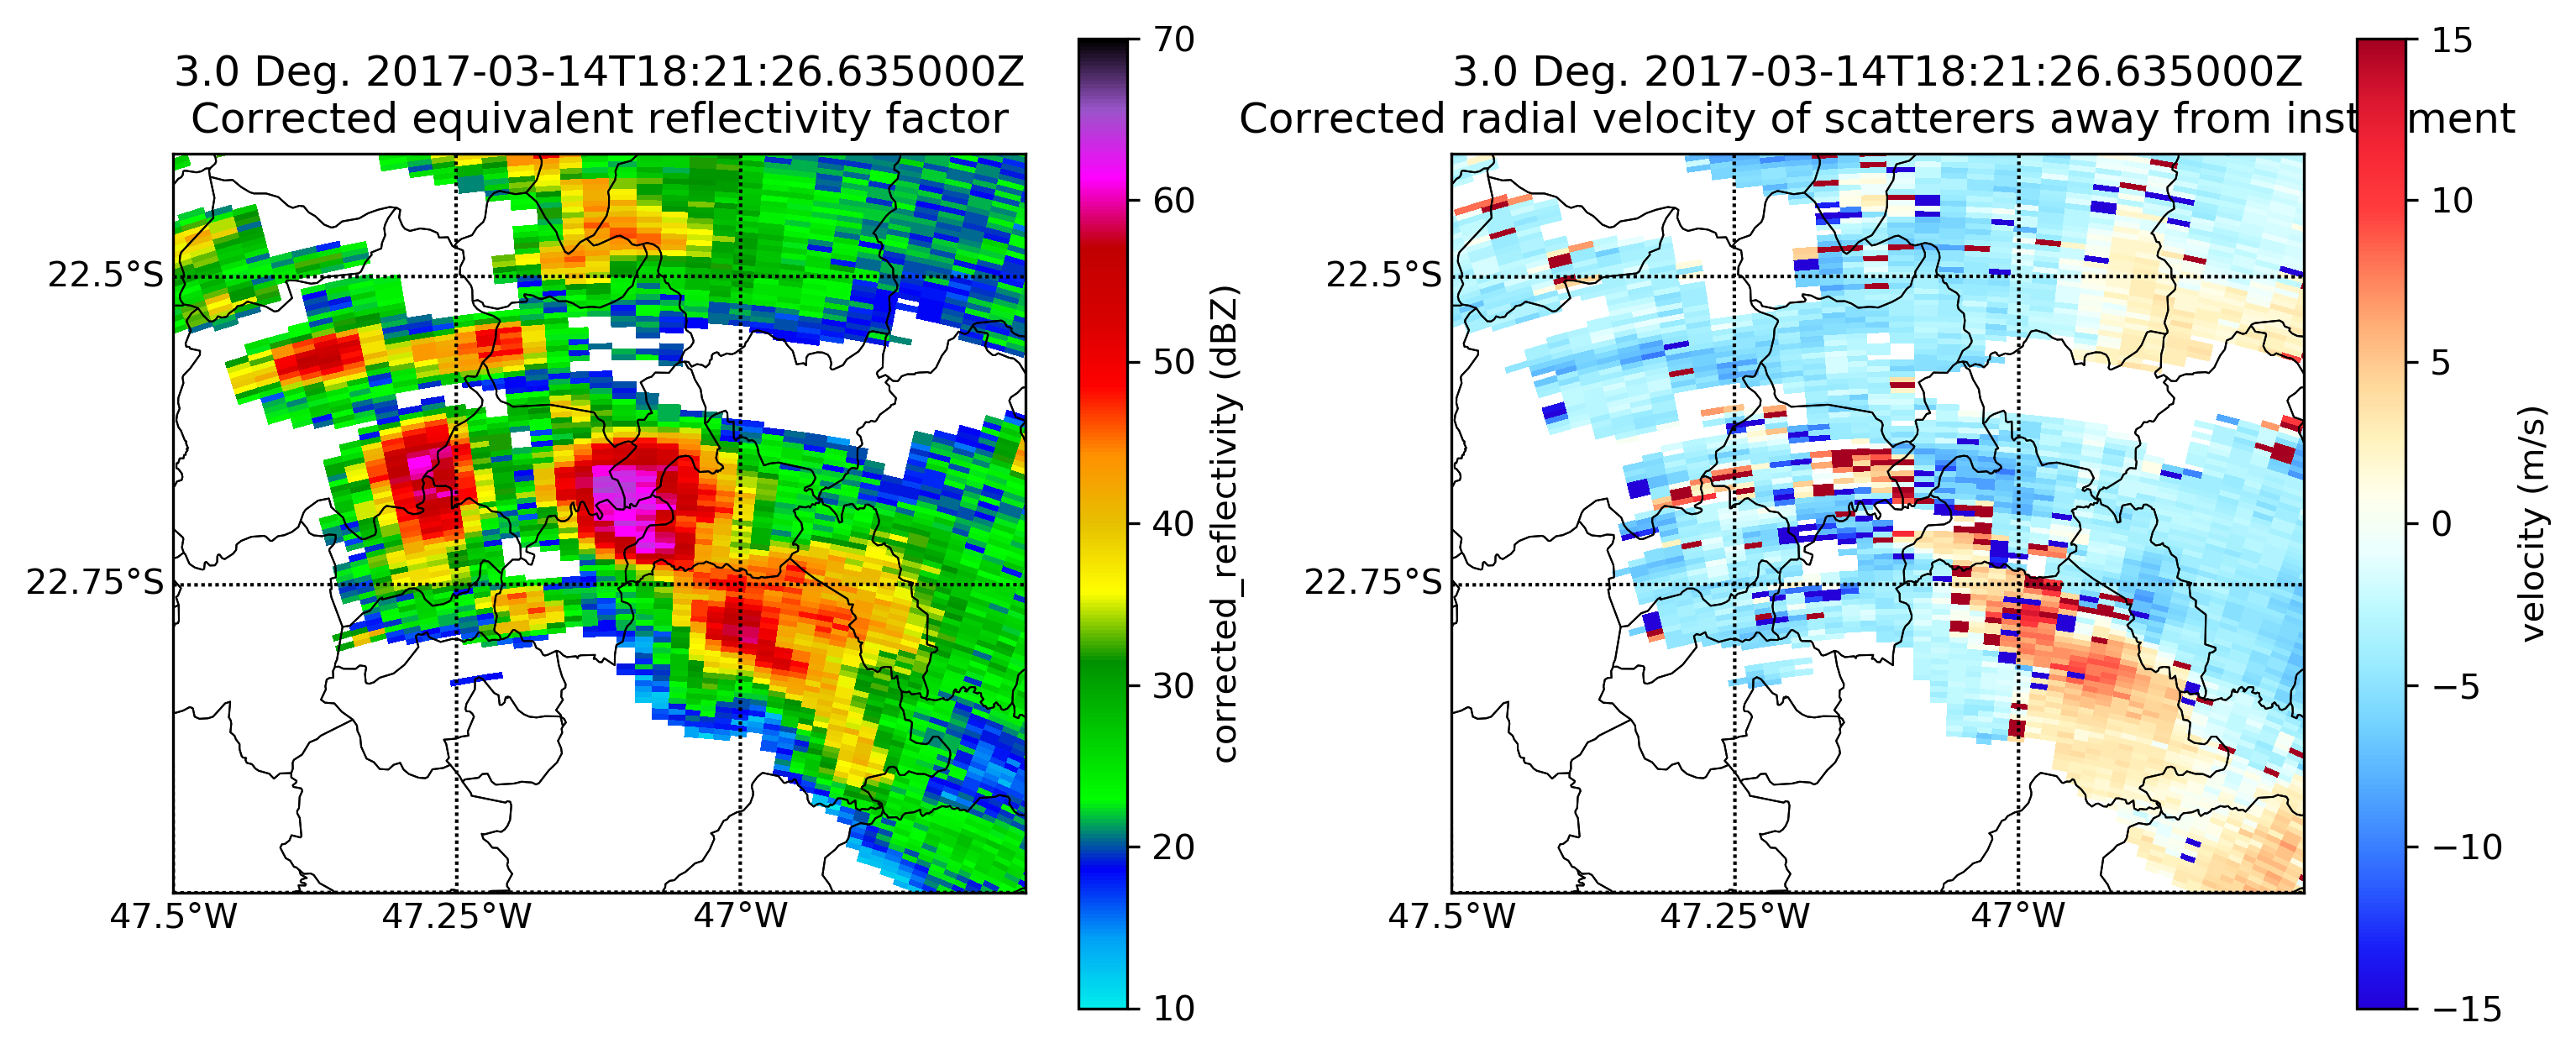 3.0 Deg. 2017-03-14T18:21:26.635000Z
Corrected equivalent reflectivity factor
22.5°S
22.75°S
47.5°W
47.25°W
47°W
70
60
50
40
30
20
10
corrected_reflectivity (dBZ)
3.0 Deg. 2017-03-14T18:21:26.635000Z
Corrected radial velocity of scatterers away from inst ment
22.5°S
22.75°S
47.5°W
47.25°W
47°W
15
10
5
0
−5
−10
−15
velocity (m/s)